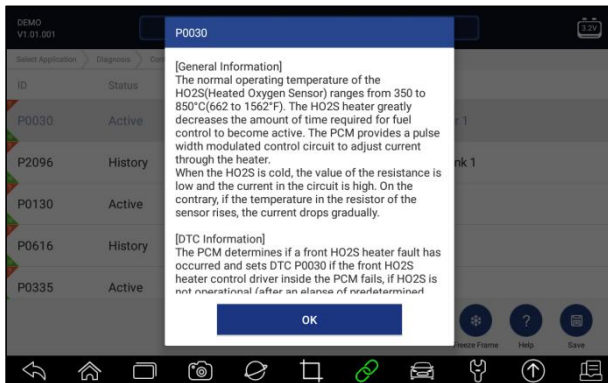 DEMO
V1.01.001
3.2V
Select Application
Diagnosis
ID
Status
P0030
Active
P2096
History
nk 1
P0130
Active
P0616
History
P0335
Active
P0030
[General Information]
The normal operating temperature of the
HO2S(Heated Oxygen Sensor) ranges from 350 to
850°C(662 to 1562°F). The HO2S heater greatly
decreases the amount of time required for fuel
control to become active. The PCM provides a pulse
width modulated control circuit to adjust current
through the heater.
When the HO2S is cold, the value of the resistance is
low and the current in the circuit is high. On the
contrary, if the temperature in the resistor of the
sensor rises, the current drops gradually.
[DTC Information]
The PCM determines if a front HO2S heater fault has
occurred and sets DTC P0030 if the front HO2S
heater control driver inside the PCM fails, if HO2S is
not operational (after an elapse of predetermined
OK
Freeze Frame
Help
Save